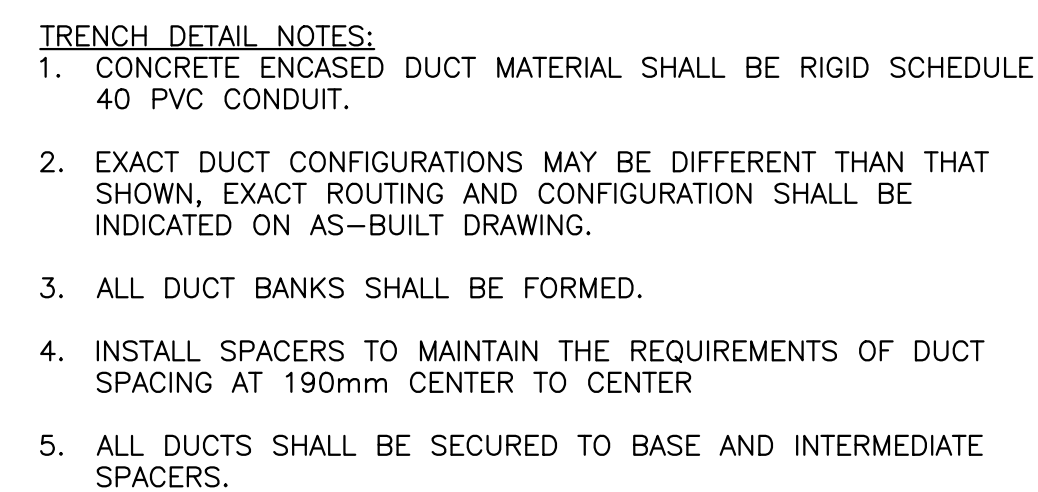 TRENCH DETAIL NOTES:
1. CONCRETE ENCASED DUCT MATERIAL SHALL BE RIGID SCHEDULE
40 PVC CONDUIT.
2. EXACT DUCT CONFIGURATIONS MAY BE DIFFERENT THAN THAT
SHOWN, EXACT ROUTING AND CONFIGURATION SHALL BE
INDICATED ON AS-BUILT DRAWING.
3. ALL DUCT BANKS SHALL BE FORMED.
4. INSTALL SPACERS TO MAINTAIN THE REQUIREMENTS OF DUCT
SPACING AT 190mm CENTER TO CENTER
5. ALL DUCTS SHALL BE SECURED TO BASE AND INTERMEDIATE
SPACERS.